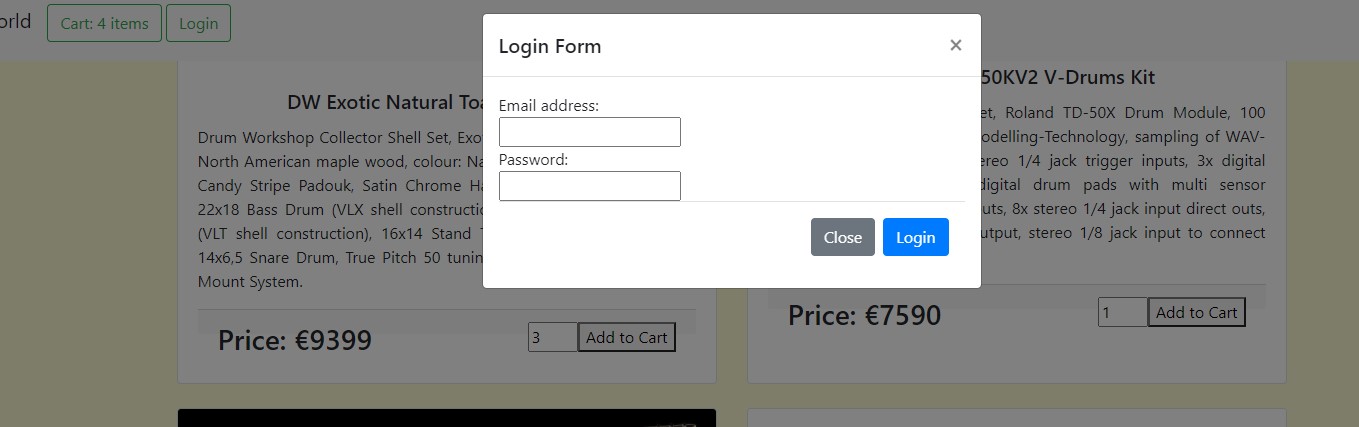 orld Cart: 4 items Login
Login Form ×
Email address:
Password:
Close Login
DW Exotic Natural Toa
Drum Workshop Collector Shell Set, Exo
North American maple wood, colour: Na
Candy Stripe Padouk, Satin Chrome Ha
22x18 Bass Drum (VLX shell constructi
(VLT shell construction), 16x14 Stand
14x6,5 Snare Drum, True Pitch 50 tunin
Mount System.
Price: €9399 3 Add to Cart
50KV2 V-Drums Kit
et, Roland TD-50X Drum Module, 100
odelling-Technology, sampling of WAV-
ereo 1/4 jack trigger inputs, 3x digital
digital drum pads with multi sensor
uts, 8x stereo 1/4 jack input direct outs,
utput, stereo 1/8 jack input to connect
Price: €7590 1 Add to Cart